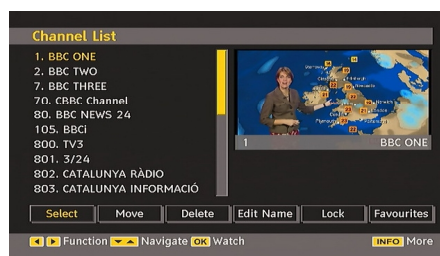 Channel List
1. BBC ONE
2. BBC TWO
7. BBC THREE
70. CBBC Channel
80. BBC NEWS 24
105. BBCi
800. TV3
801. 3/24
802. CATALUNYA RÀDIO
803. CATALUNYA INFORMACIÓ
1 BBC ONE
Select Move Delete Edit Name Lock Favourites
Function Navigate OK Watch INFO More